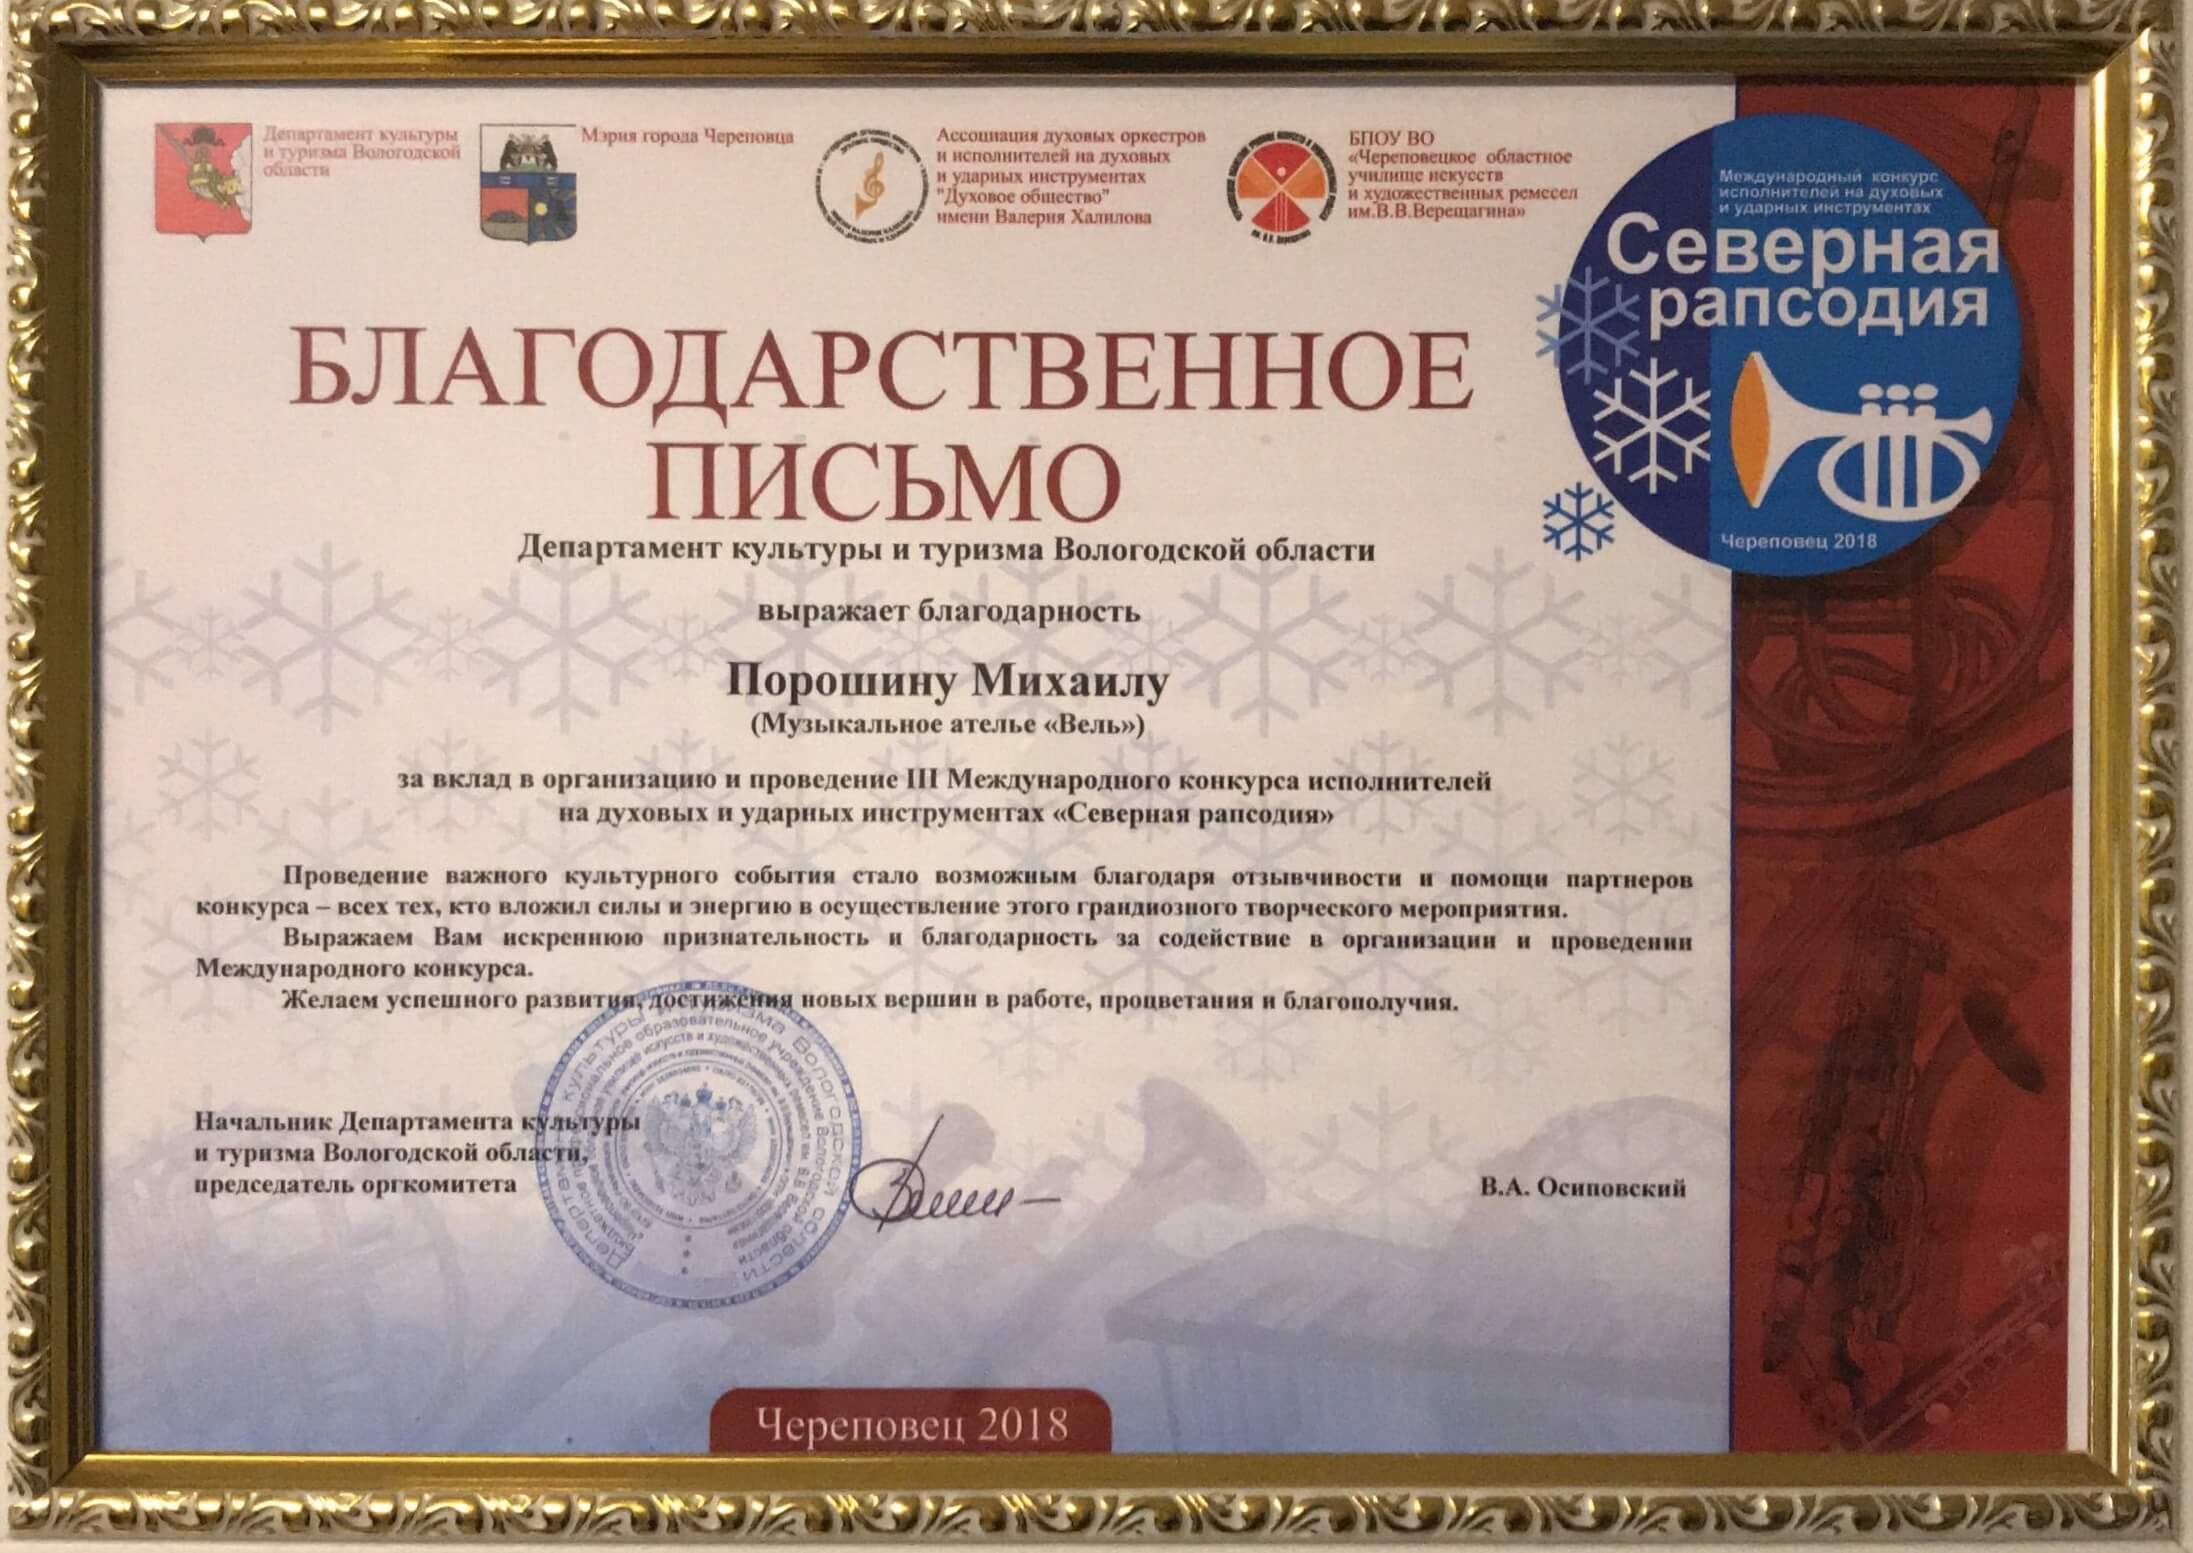 Департамент культуры
и туризма Вологодской
области
Мэрия города Череповца
Ассоциация духовых оркестров
и исполнителей на духовых
и ударных инструментах
"Духовое общество"
имени Валерия Халилова
БПОУ ВО
«Череповецкое областное
училище искусств
и художественных ремесел
им.В.В.Верещагина»
Международный конкурс
исполнителей на духовых
и ударных инструментах
Северная
рапсодия
Череповец 2018
БЛАГОДАРСТВЕННОЕ
ПИСЬМО
Департамент культуры и туризма Вологодской области
выражает благодарность
Порошину Михаилу
(Музыкальное ателье «Вель»)
за вклад в организацию и проведение III Международного конкурса исполнителей
на духовых и ударных инструментах «Северная рапсодия»
Проведение важного культурного события стало возможным благодаря отзывчивости и помощи партнеров
конкурса – всех тех, кто вложил силы и энергию в осуществление этого грандиозного творческого мероприятия.
Выражаем Вам искреннюю признательность и благодарность за содействие в организации и проведении
Международного конкурса.
Желаем успешного развития, достижения новых вершин в работе, процветания и благополучия.
Начальник Департамента культуры
и туризма Вологодской области,
председатель оргкомитета
В.А. Осиповский
Череповец 2018